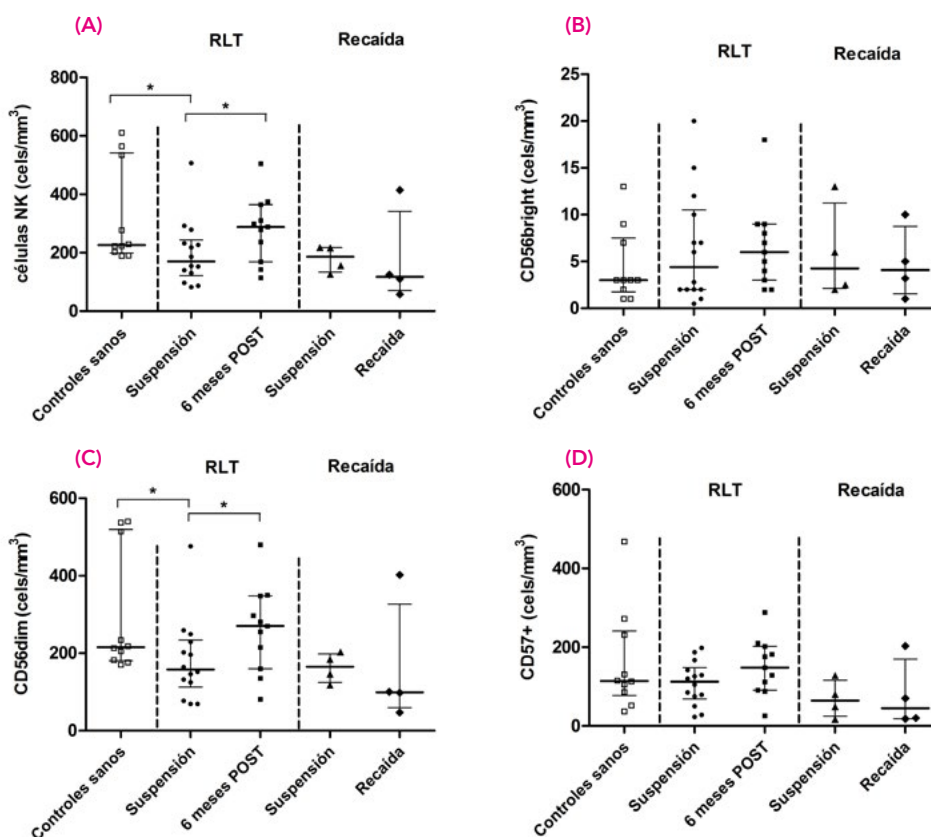 (A)
RLT Recaída
células NK (cels/mm³)
800
600
400
200
0
* *
Controles sanos
Suspensión
6 meses POST
Suspensión
Recaída
(B)
RLT Recaída
CD56bright (cels/mm³)
25
20
15
10
5
0
Controles sanos
Suspensión
6 meses POST
Suspensión
Recaída
(C)
RLT Recaída
CD56dim (cels/mm³)
600
400
200
0
* *
Controles sanos
Suspensión
6 meses POST
Suspensión
Recaída
(D)
RLT Recaída
CD57+ (cels/mm³)
600
400
200
0
Controles sanos
Suspensión
6 meses POST
Suspensión
Recaída